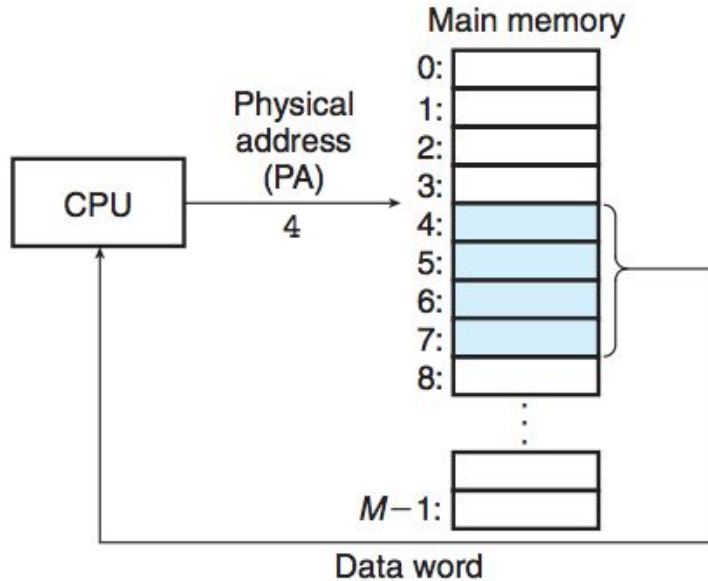 Main memory
0:
1:
Physical
address
(PA)
2:
3:
CPU
4
4:
5:
6:
7:
8:
M−1:
Data word